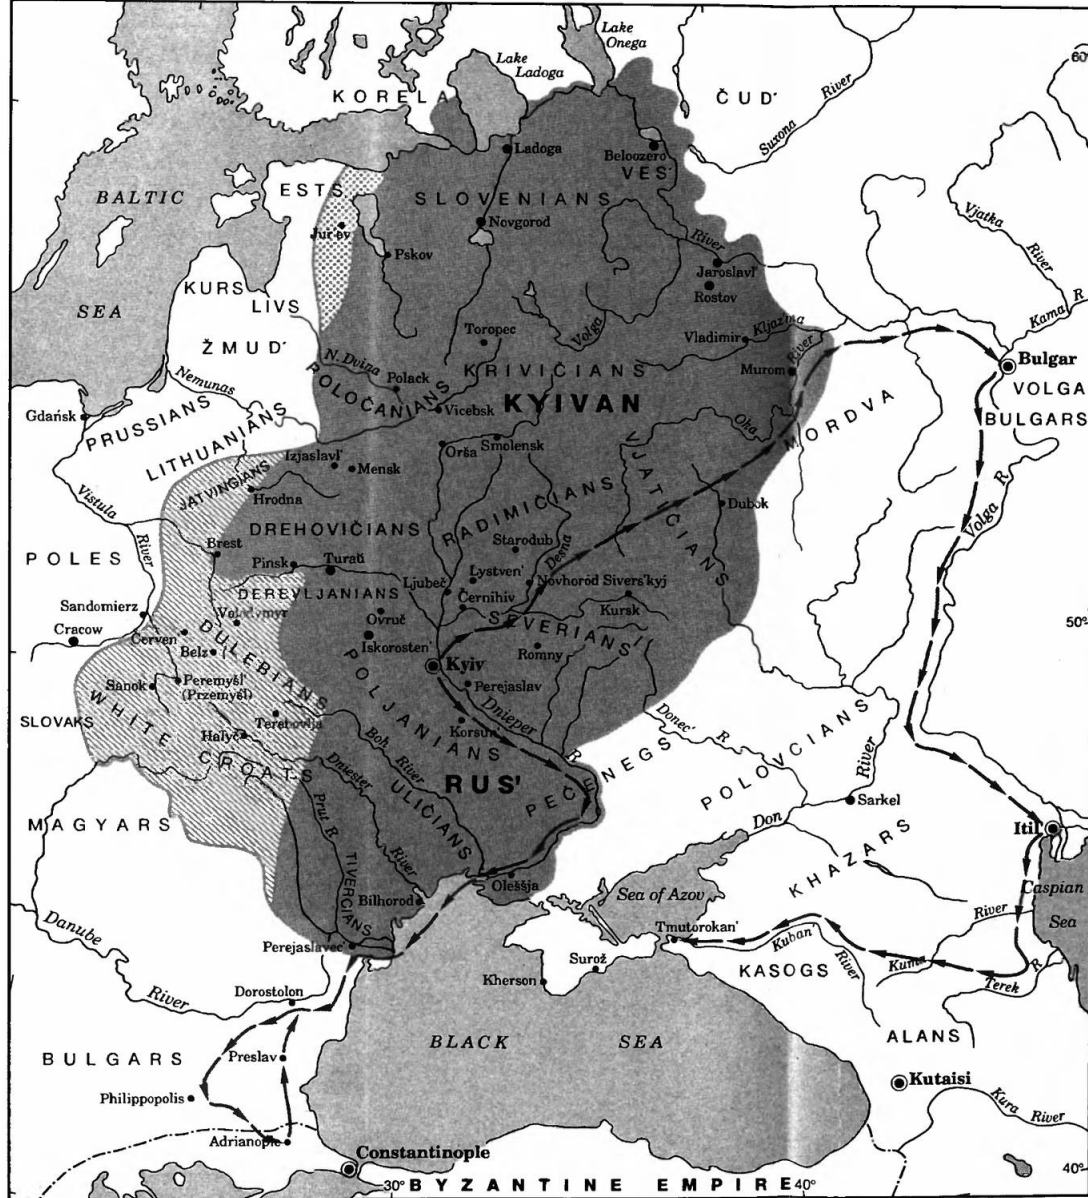 Lake
Onega
Lake
Ladoga
60°
KORELA
ČUD'
Suxona
River
Ladoga
Beloozero
VES'
BALTIC
SEA
ESTS
SLOVENIANS
Jur'ev
Novgorod
Pskov
River
Vjatka
River
Jaroslavl'
Rostov
KURS
LIVS
ŽMUD'
Toropec
Volga
Vladimir
Kljazma
River
Kama R
N. Dvina
Polack
KRIVIČIANS
Murom
Bulgar
VOLGA
BULGARS
Nemunas
POLOČANIANS
Vicebsk
KYIVAN
Gdańsk
PRUSSIANS
LITHUANIANS
Oha
MORDVA
Izjaslavl'
Mensk
Orša
Smolensk
JATVINGIANS
Hrodna
VJATIČIANS
Vistula
River
DREHOVIČIANS
RADIMIČIANS
Dubok
Volga R
Brest
Starodub
Desna
POLES
Pinsk
Turaŭ
Ljubeč
Lystven'
Novhorod Sivers'kyj
DEREVLJANIANS
Černihiv
Kursk
Sandomierz
Volodymyr
Ovruč
SEVERIANS
50°
Cracow
Červen'
DULEBIANS
Iskorosten'
Romny
Belz
Kyiv
Sanok
Peremyšl'
(Przemyśl)
POLJANIANS
Perejaslav
SLOVAKS
WHITE
CROATS
Terebovlja
Dnieper
R
Donec' R
Halyč
Korsun'
Boh
River
Dniester
River
RUS'
PEČENEGS
POLOVCIANS
River
Sarkel
MAGYARS
Prut R
ULIČIANS
Don
Itil'
KHAZARS
TIVERCIANS
Bilhorod
Oleššja
Sea of Azov
Caspian
Sea
Danube
River
Perejaslavec'
Tmutorokan'
Kuban'
River
River
Kuma
Surož
KASOGS
Terek
R
Kherson
Dorostolon
BULGARS
BLACK
SEA
ALANS
Preslav
Kutaisi
Philippopolis
Kura River
Adrianople
Constantinople
30°
BYZANTINE EMPIRE
40°
40°